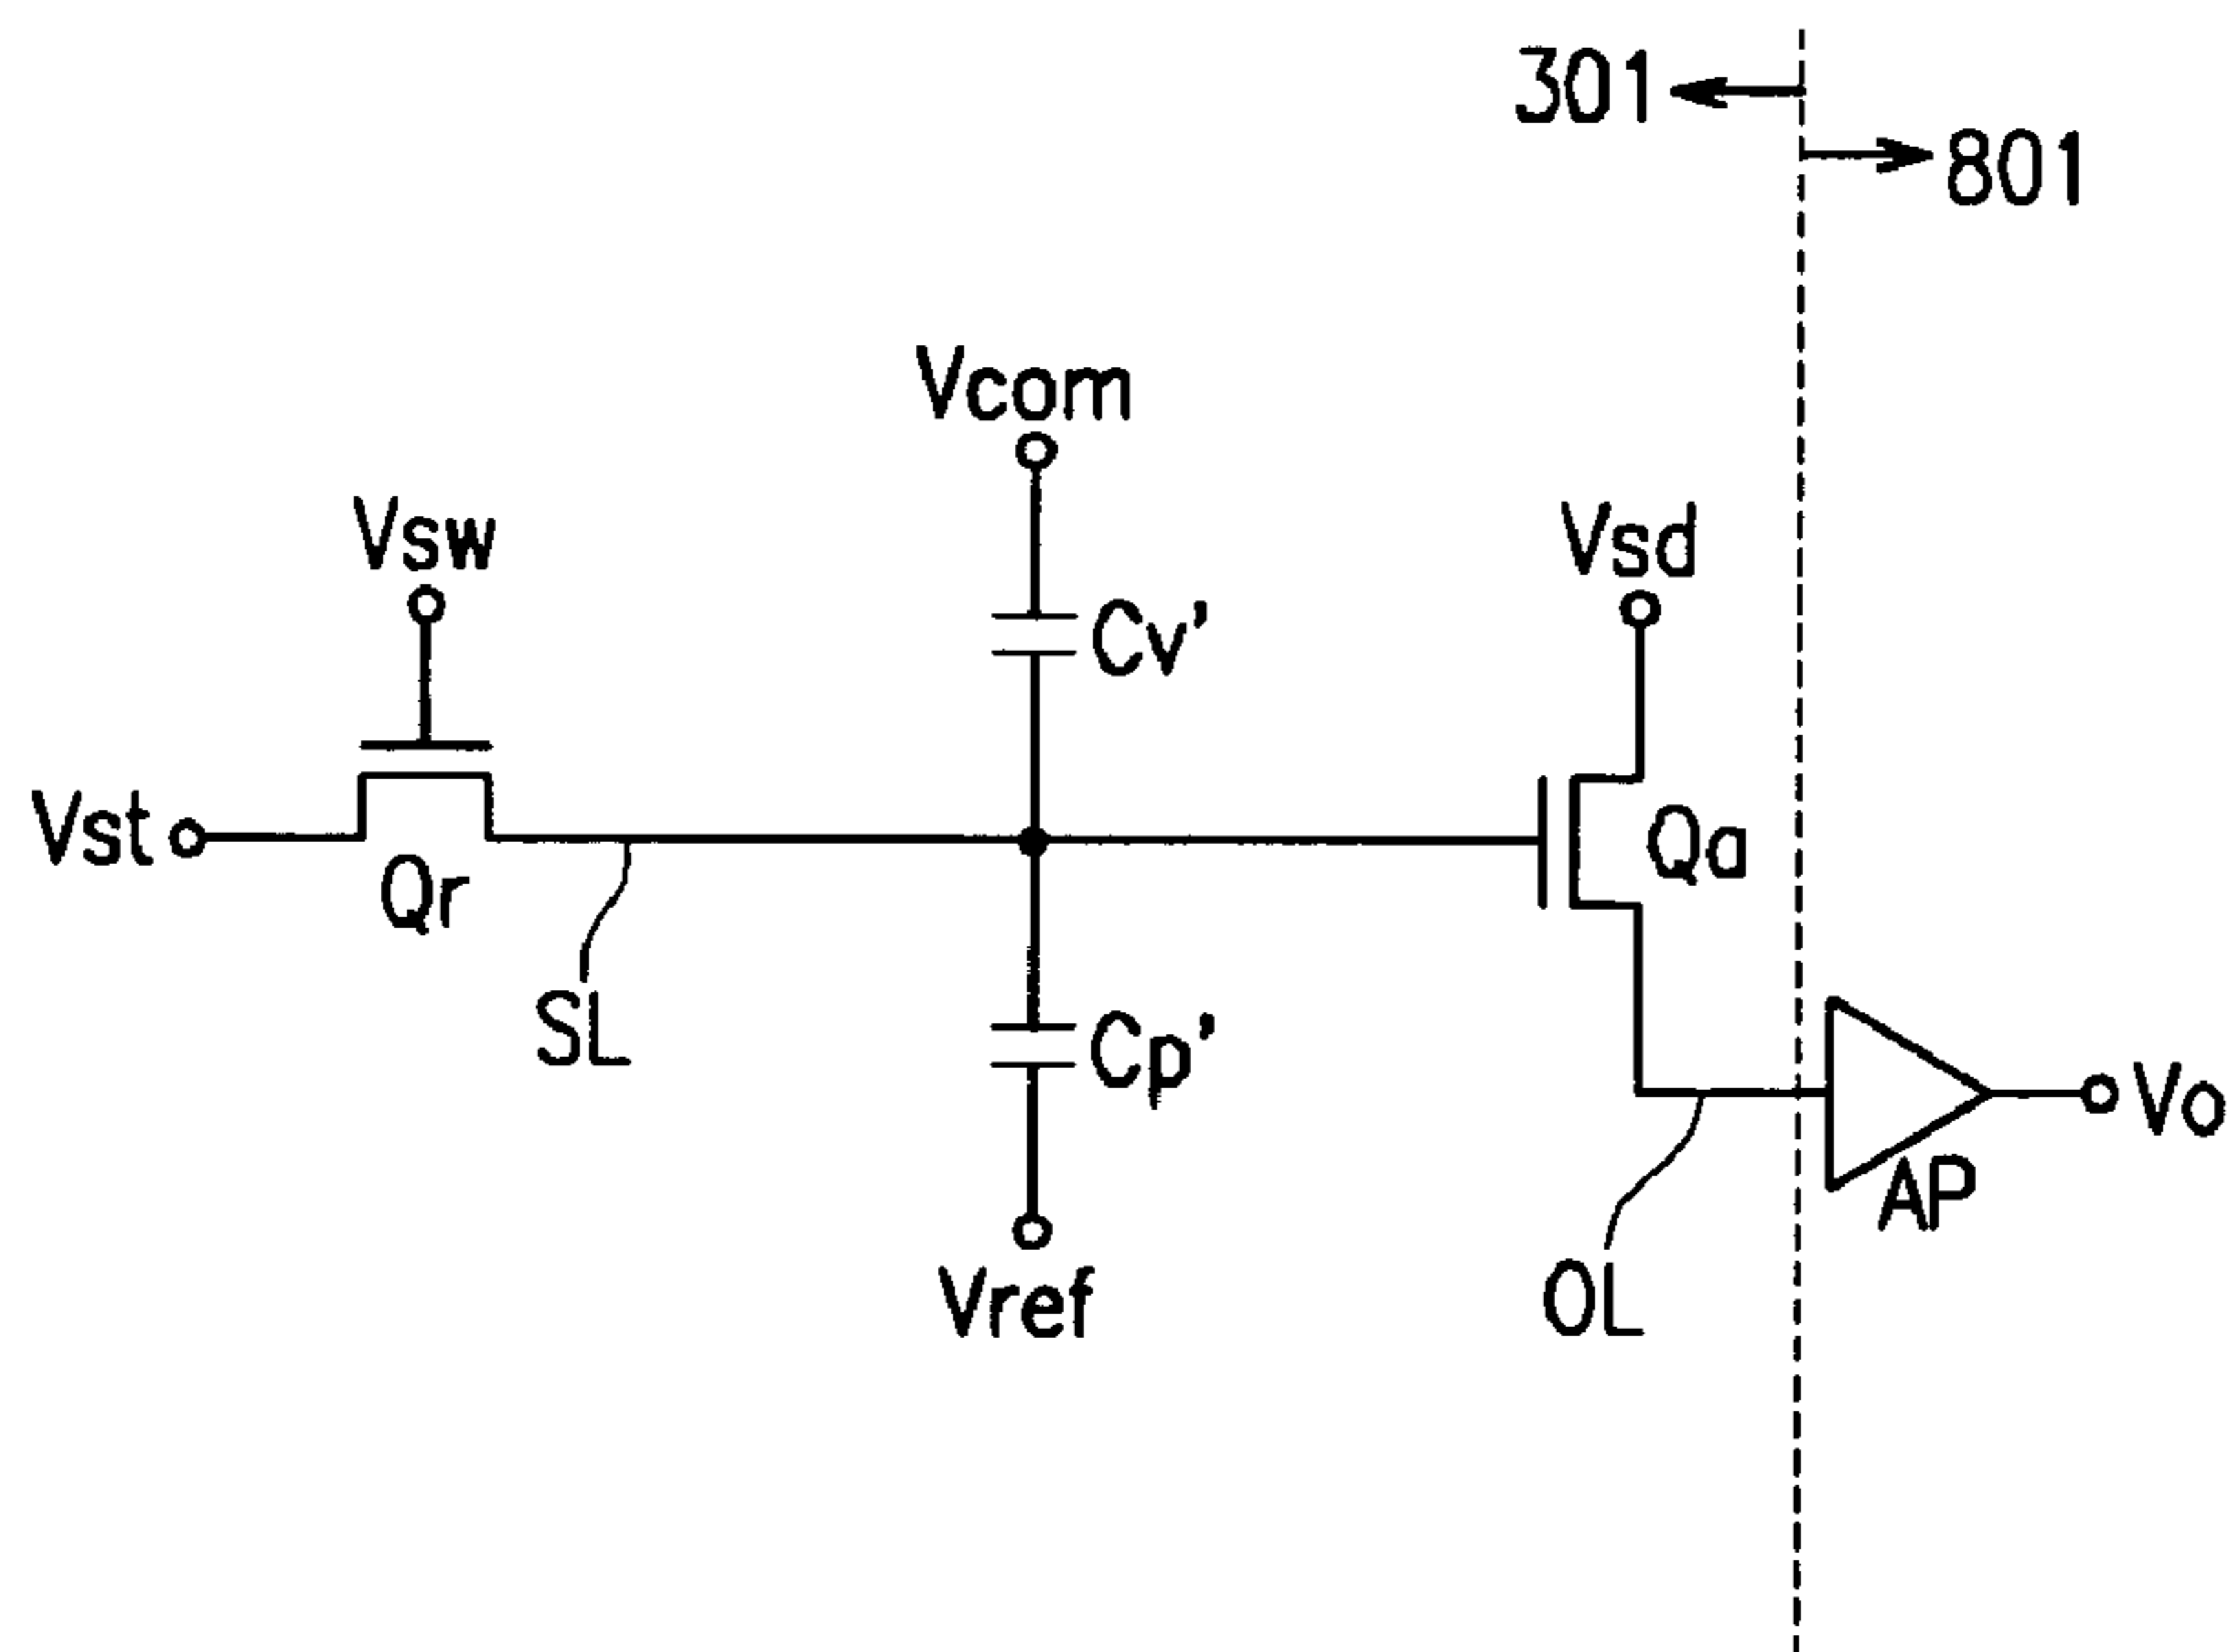 301
801
Vcom
Vsw
Vsd
Cv'
Vst
Qa
Qr
SL
Cp'
Vo
AP
Vref
OL